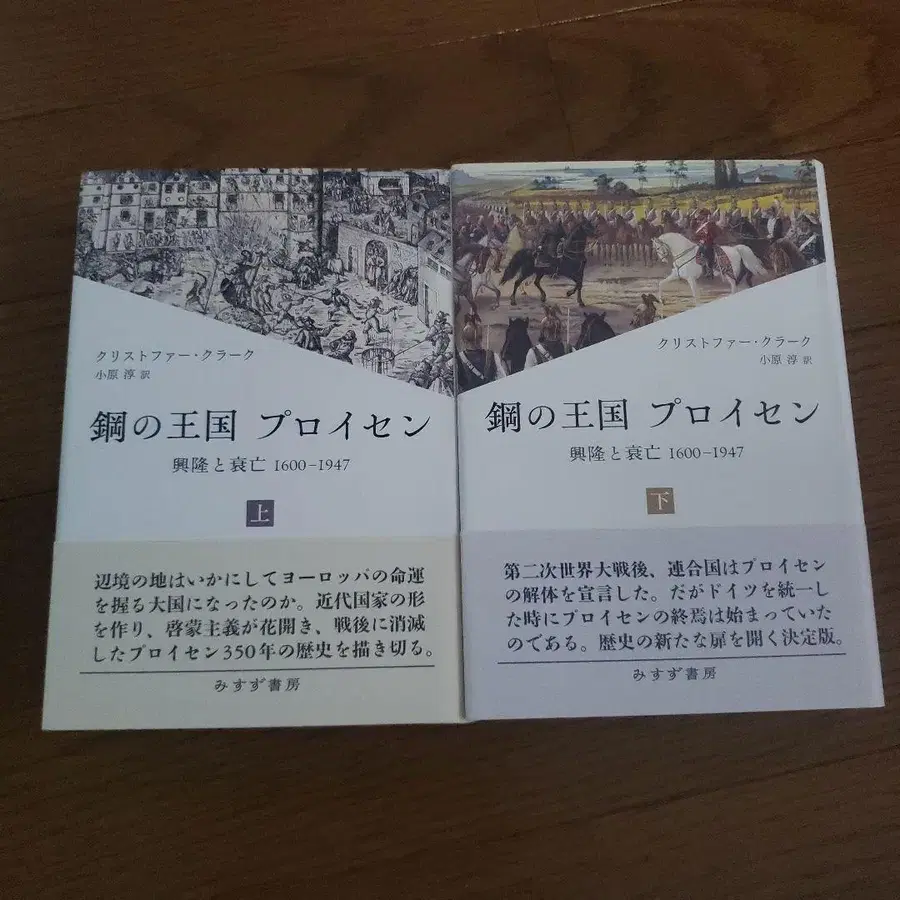 クリストファー・クラーク
小原 淳 訳
鋼の王国 プロイセン
興隆と衰亡 1600-1947
上
辺境の地はいかにしてヨーロッパの命運
を握る大国になったのか。近代国家の形
を作り、啓蒙主義が花開き、戦後に消滅
したプロイセン350年の歴史を描き切る。
みすず書房
クリストファー・クラーク
小原 淳 訳
鋼の王国 プロイセン
興隆と衰亡 1600-1947
下
第二次世界大戦後、連合国はプロイセン
の解体を宣言した。だがドイツを統一し
た時にプロイセンの終焉は始まっていた
のである。歴史の新たな扉を開く決定版。
みすず書房